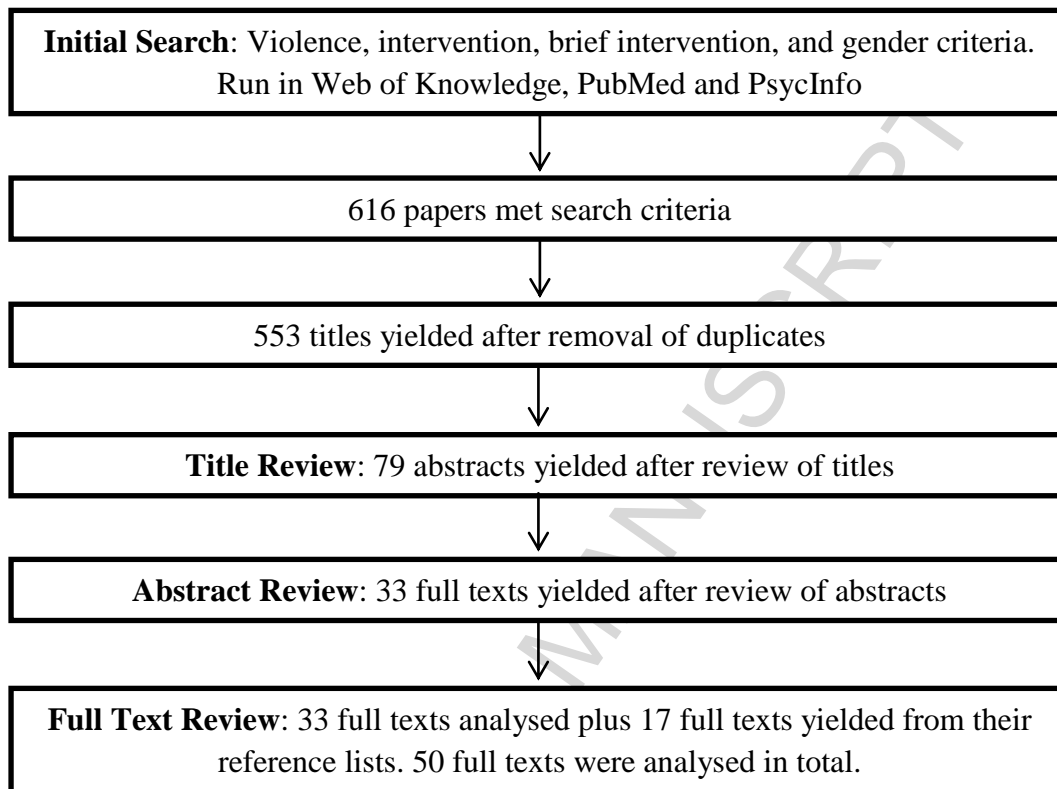 Initial Search: Violence, intervention, brief intervention, and gender criteria.
Run in Web of Knowledge, PubMed and PsycInfo
616 papers met search criteria
553 titles yielded after removal of duplicates
Title Review: 79 abstracts yielded after review of titles
Abstract Review: 33 full texts yielded after review of abstracts
Full Text Review: 33 full texts analysed plus 17 full texts yielded from their
reference lists. 50 full texts were analysed in total.
MANUSCRIPT